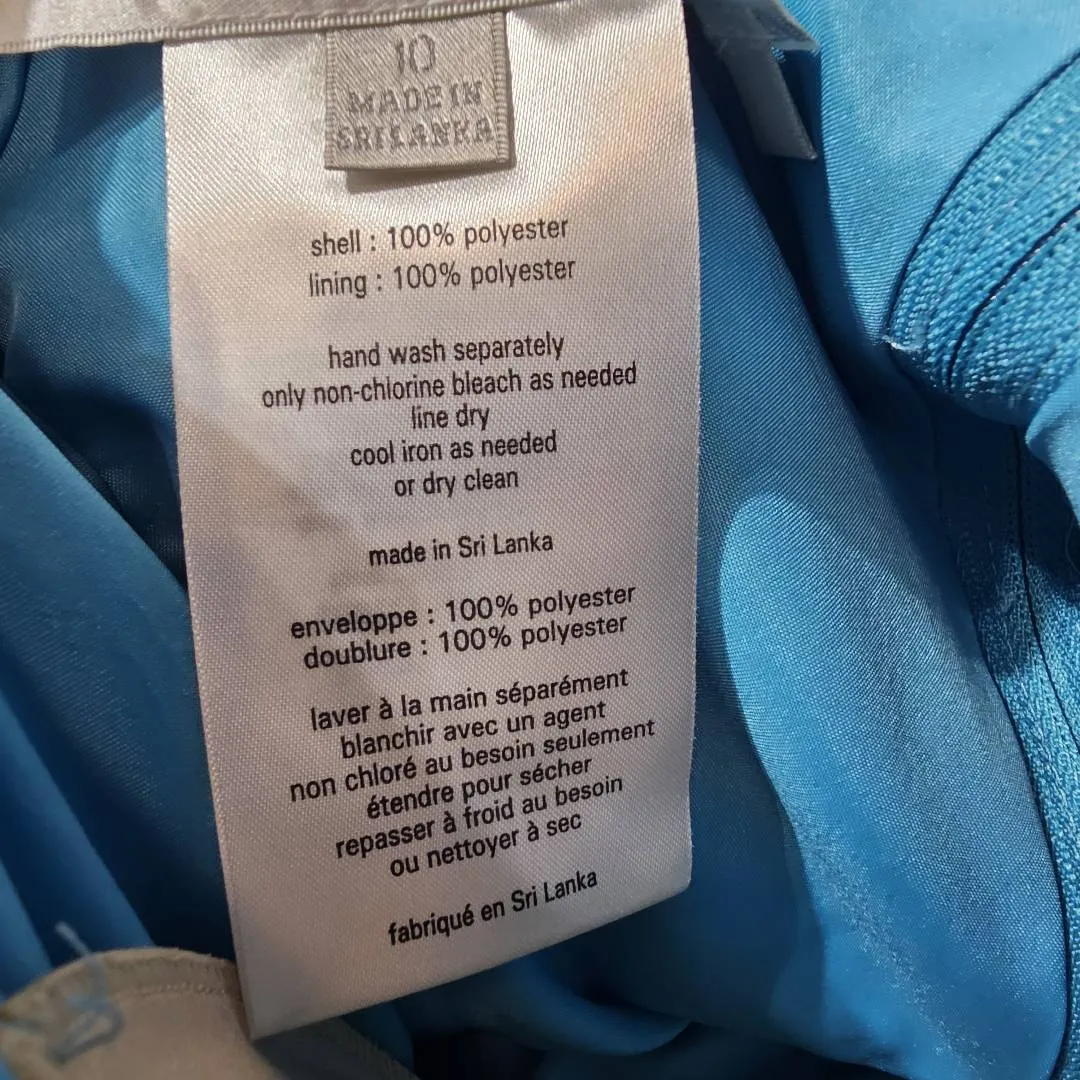 10
MADE IN
SRI LANKA
shell : 100% polyester
lining : 100% polyester
hand wash separately
only non-chlorine bleach as needed
line dry
cool iron as needed
or dry clean
made in Sri Lanka
enveloppe : 100% polyester
doublure : 100% polyester
laver à la main séparément
blanchir avec un agent
non chloré au besoin seulement
étendre pour sécher
repasser à froid au besoin
ou nettoyer à sec
fabriqué en Sri Lanka